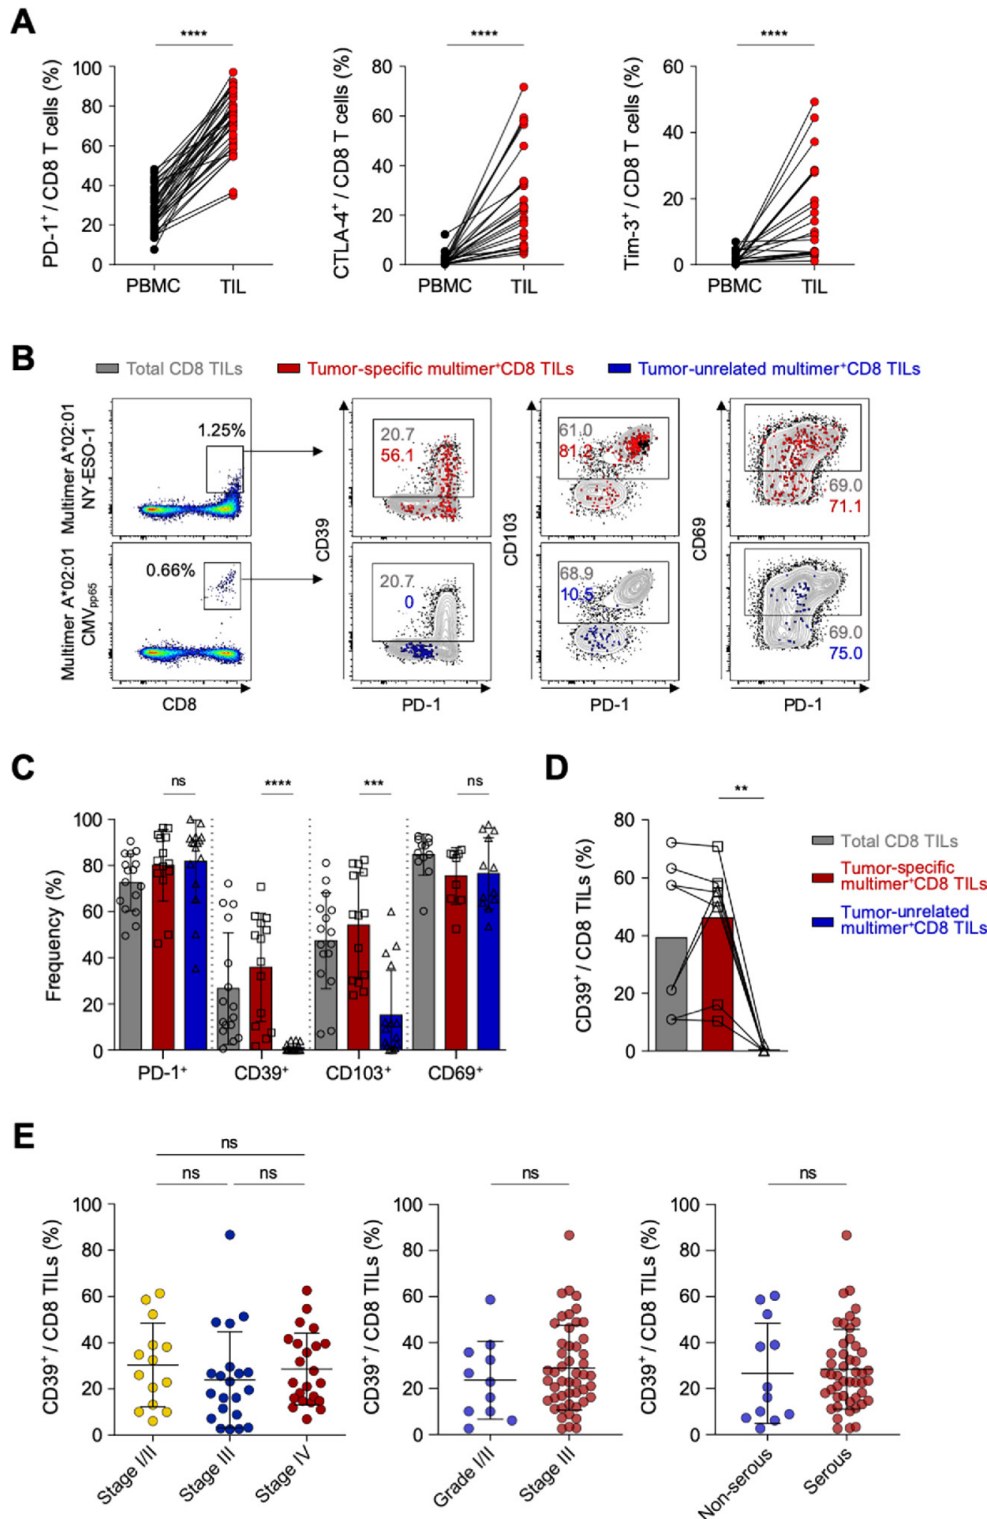 A
****
****
****
PD-1⁺ / CD8 T cells (%)
100
80
60
40
20
0
PBMC TIL
CTLA-4⁺ / CD8 T cells (%)
80
60
40
20
0
PBMC TIL
Tim-3⁺ / CD8 T cells (%)
60
40
20
0
PBMC TIL
B
Total CD8 TILs
Tumor-specific multimer⁺CD8 TILs
Tumor-unrelated multimer⁺CD8 TILs
Multimer A*02:01
NY-ESO-1
1.25%
20.7
56.1
61.0
81.2
69.0
71.1
CD39
CD103
CD69
Multimer A*02:01
CMVpp65
0.66%
20.7
0
68.9
10.5
69.0
75.0
CD8
PD-1
PD-1
PD-1
C
ns
****
***
ns
Frequency (%)
100
80
60
40
20
0
PD-1⁺ CD39⁺ CD103⁺ CD69⁺
D
**
CD39⁺ / CD8 TILs (%)
80
60
40
20
0
Total CD8 TILs
Tumor-specific
multimer⁺CD8 TILs
Tumor-unrelated
multimer⁺CD8 TILs
E
ns
ns ns
CD39⁺ / CD8 TILs (%)
100
80
60
40
20
0
Stage I/II
Stage III
Stage IV
ns
CD39⁺ / CD8 TILs (%)
100
80
60
40
20
0
Grade I/II
Stage III
ns
CD39⁺ / CD8 TILs (%)
100
80
60
40
20
0
Non-serous
Serous